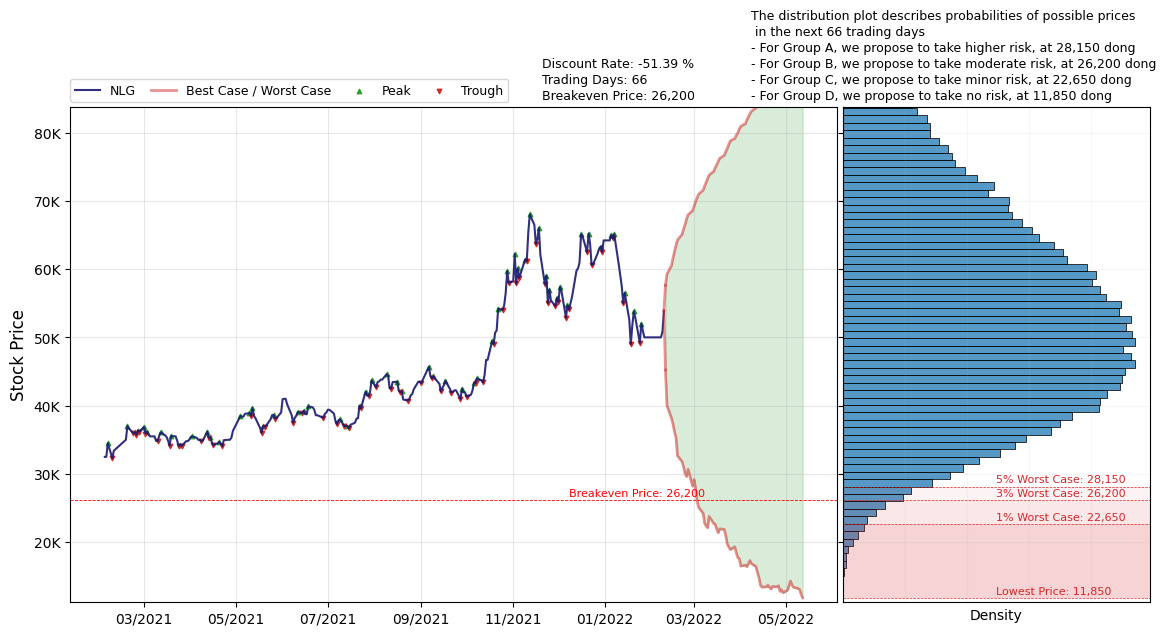 The distribution plot describes probabilities of possible prices
in the next 66 trading days
- For Group A, we propose to take higher risk, at 28,150 dong
- For Group B, we propose to take moderate risk, at 26,200 dong
- For Group C, we propose to take minor risk, at 22,650 dong
- For Group D, we propose to take no risk, at 11,850 dong
Discount Rate: -51.39 %
Trading Days: 66
Breakeven Price: 26,200
NLG
Best Case / Worst Case
Peak
Trough
Stock Price
80K
70K
60K
50K
40K
30K
20K
Breakeven Price: 26,200
03/2021
05/2021
07/2021
09/2021
11/2021
01/2022
03/2022
05/2022
5% Worst Case: 28,150
3% Worst Case: 26,200
1% Worst Case: 22,650
Lowest Price: 11,850
Density